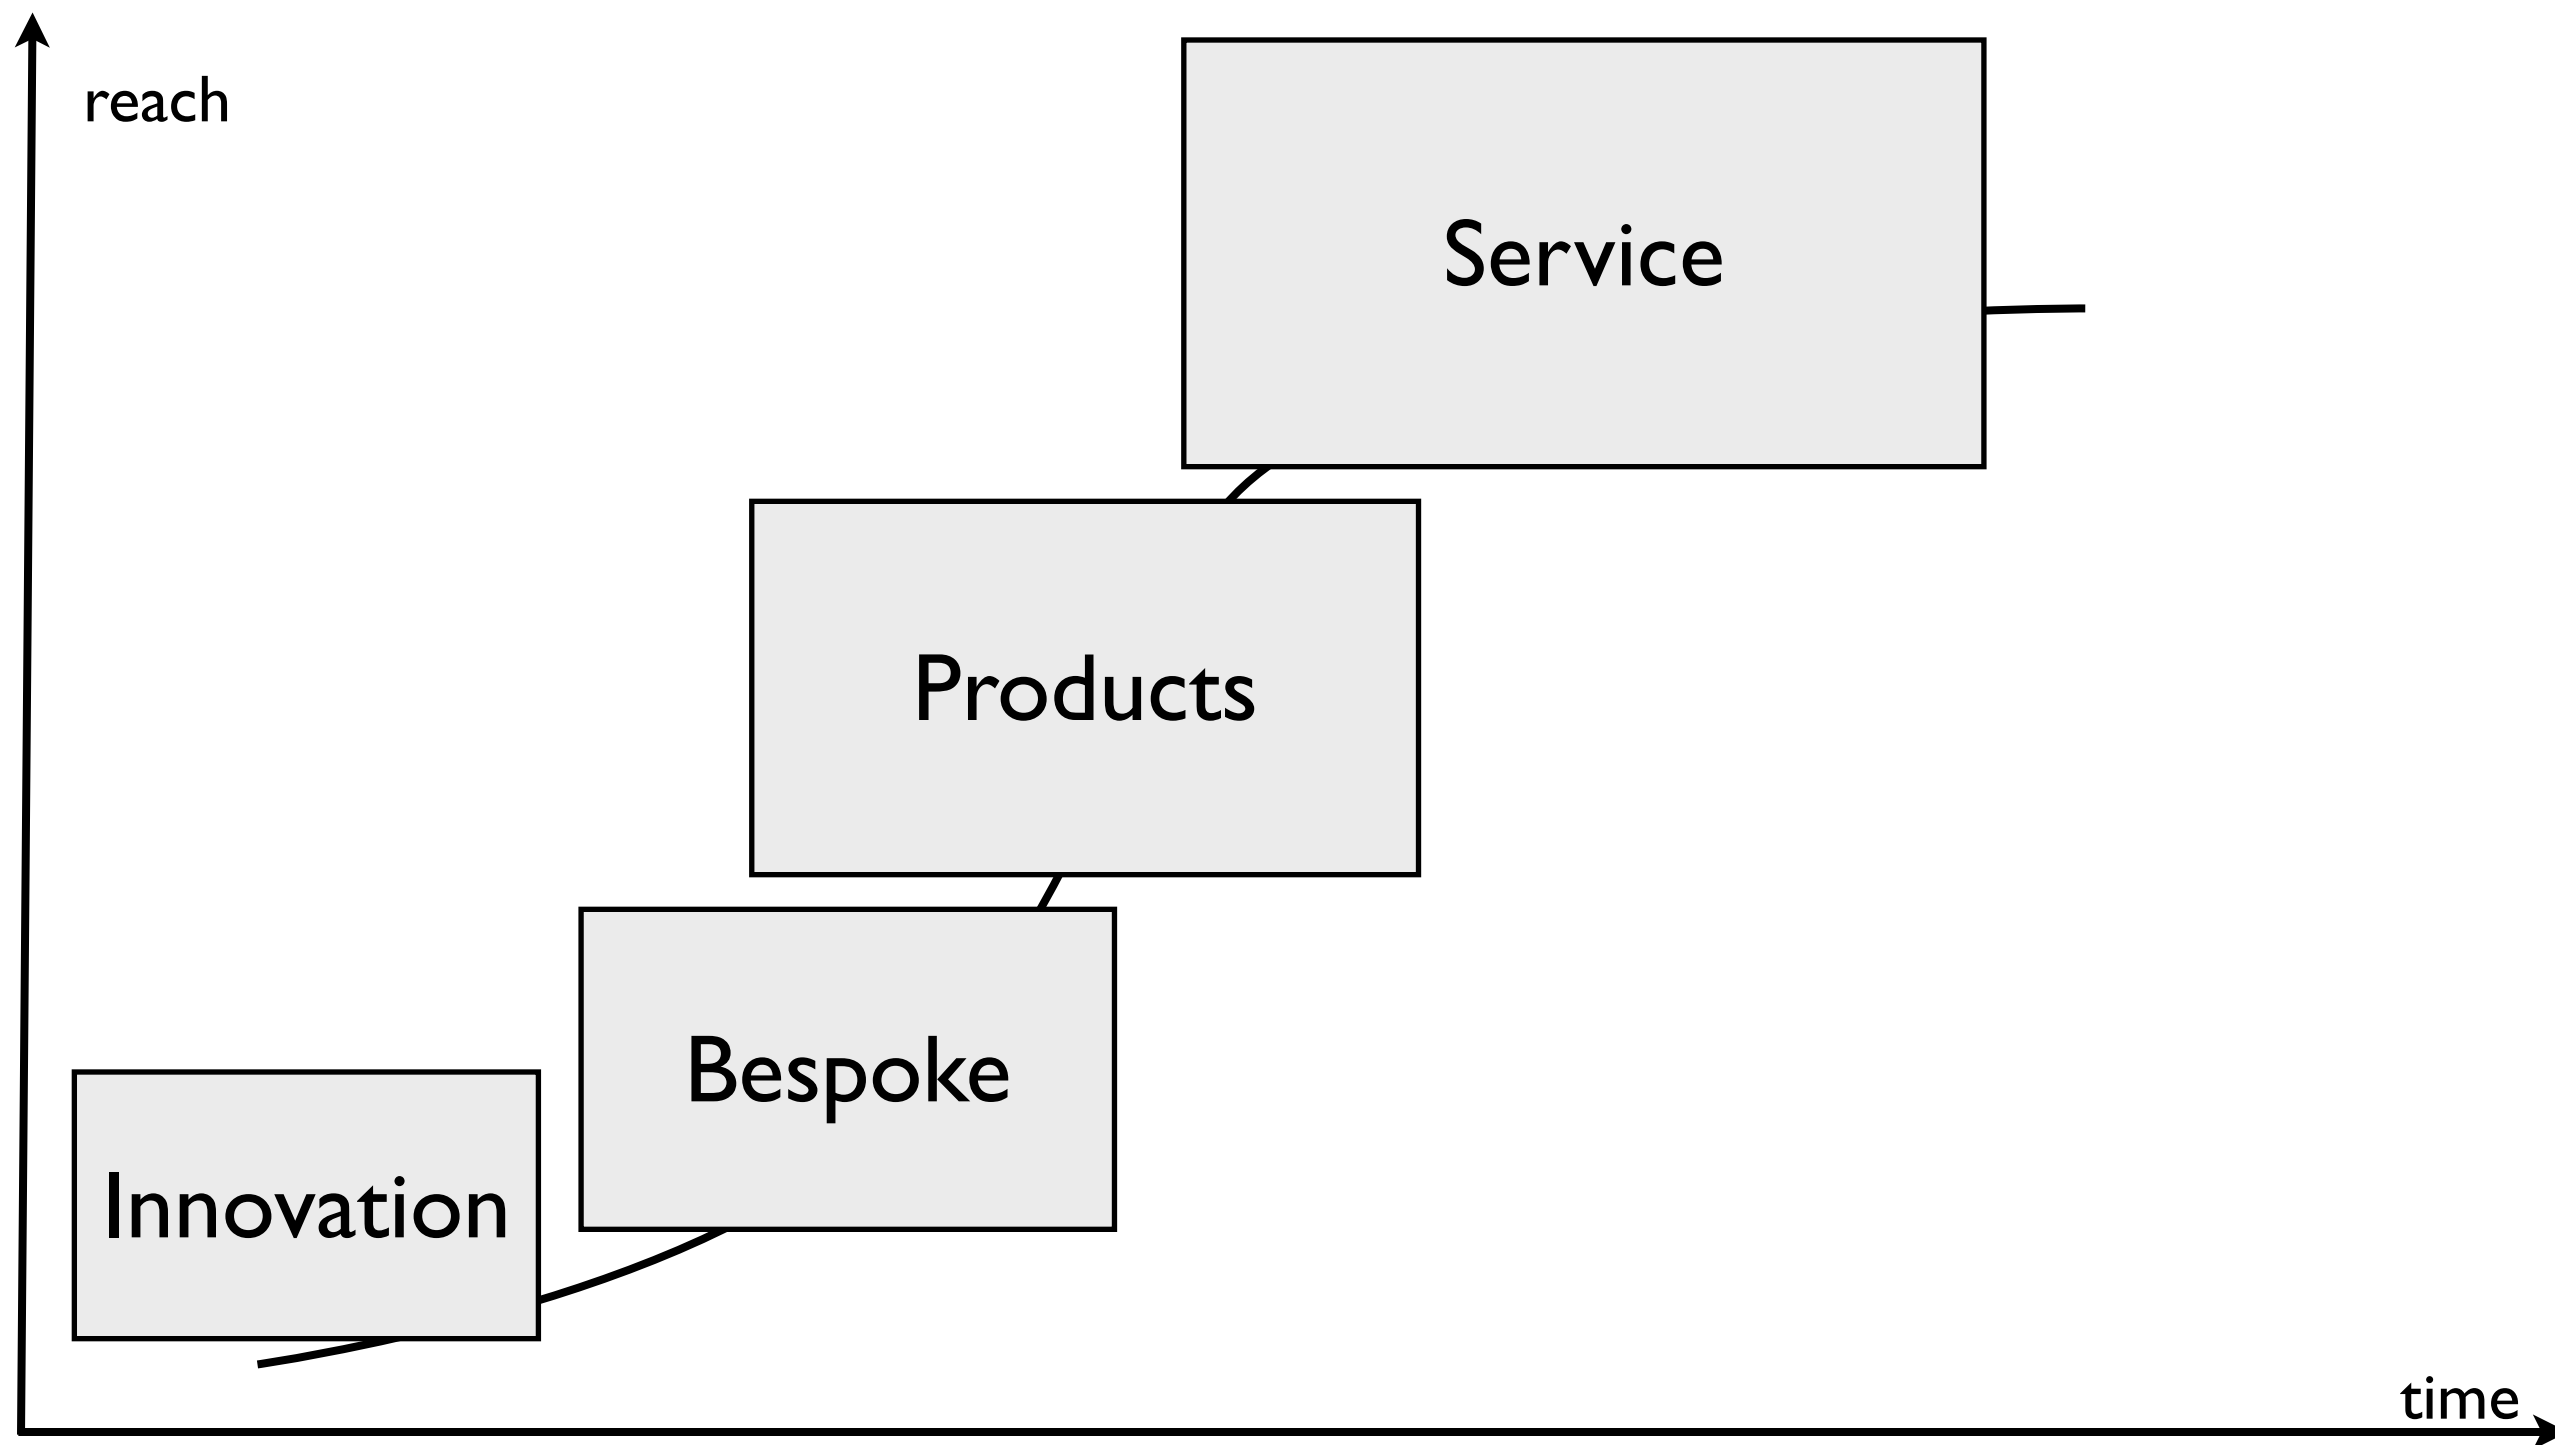 reach
Service
Products
Bespoke
Innovation
time